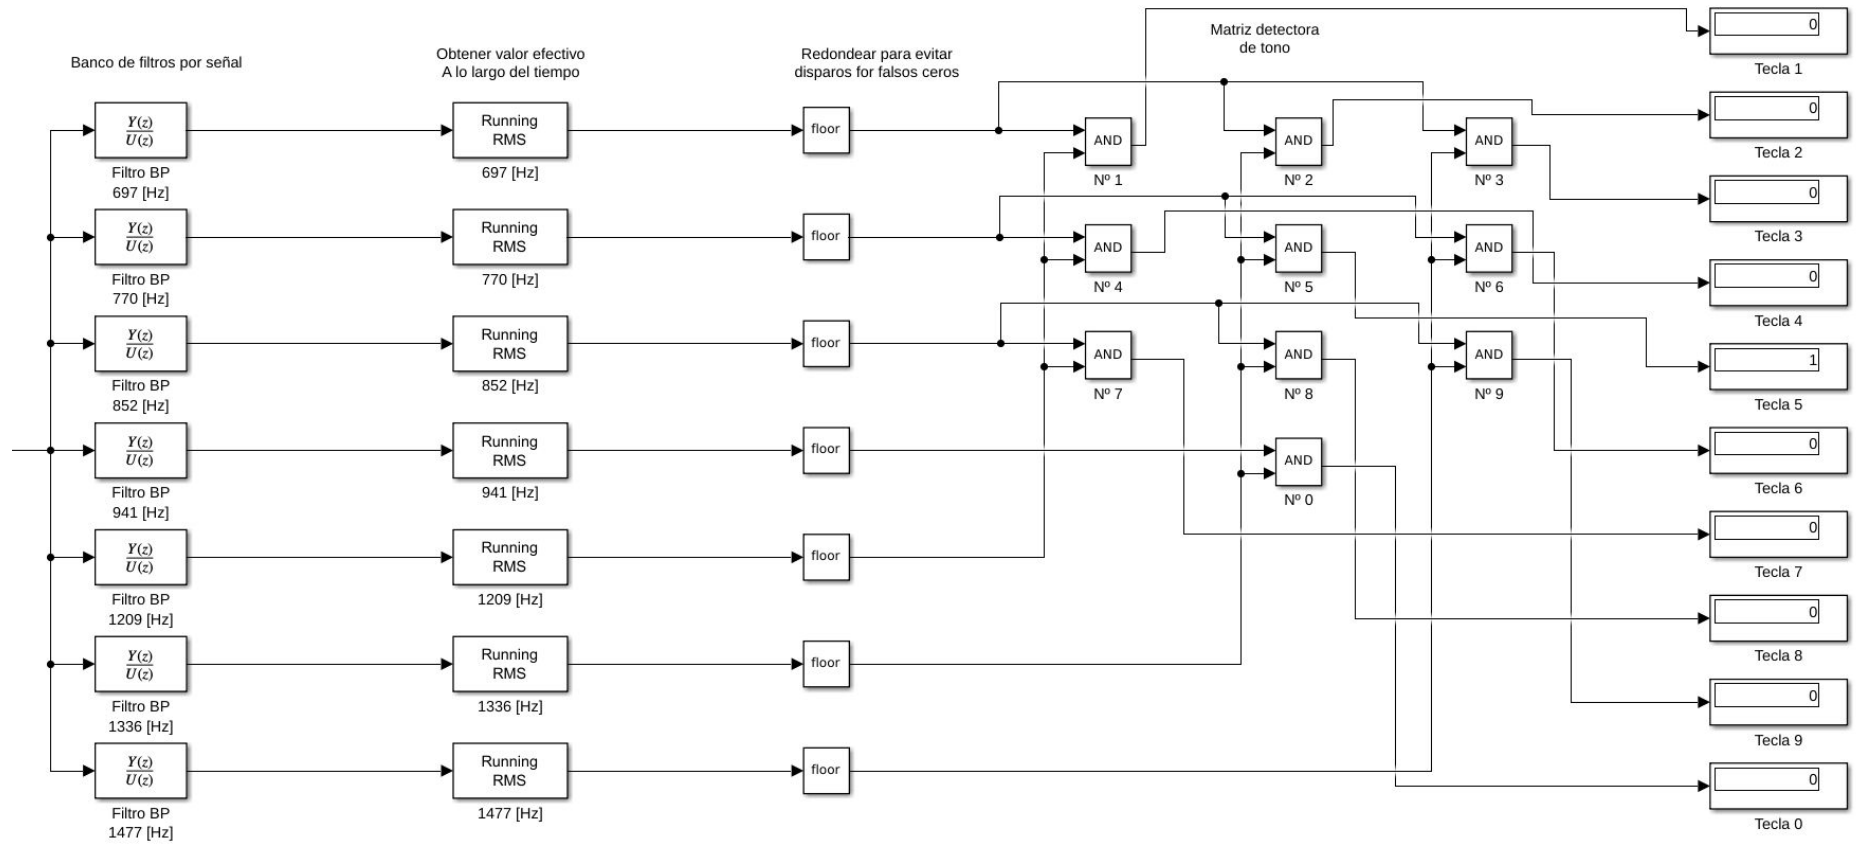 Banco de filtros por señal
Obtener valor efectivo
A lo largo del tiempo
Redondear para evitar
disparos for falsos ceros
Matriz detectora
de tono
Y(z)
U(z)
Filtro BP
697 [Hz]
Running
RMS
697 [Hz]
floor
AND
Nº 1
AND
Nº 2
AND
Nº 3
Y(z)
U(z)
Filtro BP
770 [Hz]
Running
RMS
770 [Hz]
floor
AND
Nº 4
AND
Nº 5
AND
Nº 6
Y(z)
U(z)
Filtro BP
852 [Hz]
Running
RMS
852 [Hz]
floor
AND
Nº 7
AND
Nº 8
AND
Nº 9
Y(z)
U(z)
Filtro BP
941 [Hz]
Running
RMS
941 [Hz]
floor
AND
Nº 0
Y(z)
U(z)
Filtro BP
1209 [Hz]
Running
RMS
1209 [Hz]
floor
Y(z)
U(z)
Filtro BP
1336 [Hz]
Running
RMS
1336 [Hz]
floor
Y(z)
U(z)
Filtro BP
1477 [Hz]
Running
RMS
1477 [Hz]
floor
0
Tecla 1
0
Tecla 2
0
Tecla 3
0
Tecla 4
1
Tecla 5
0
Tecla 6
0
Tecla 7
0
Tecla 8
0
Tecla 9
0
Tecla 0